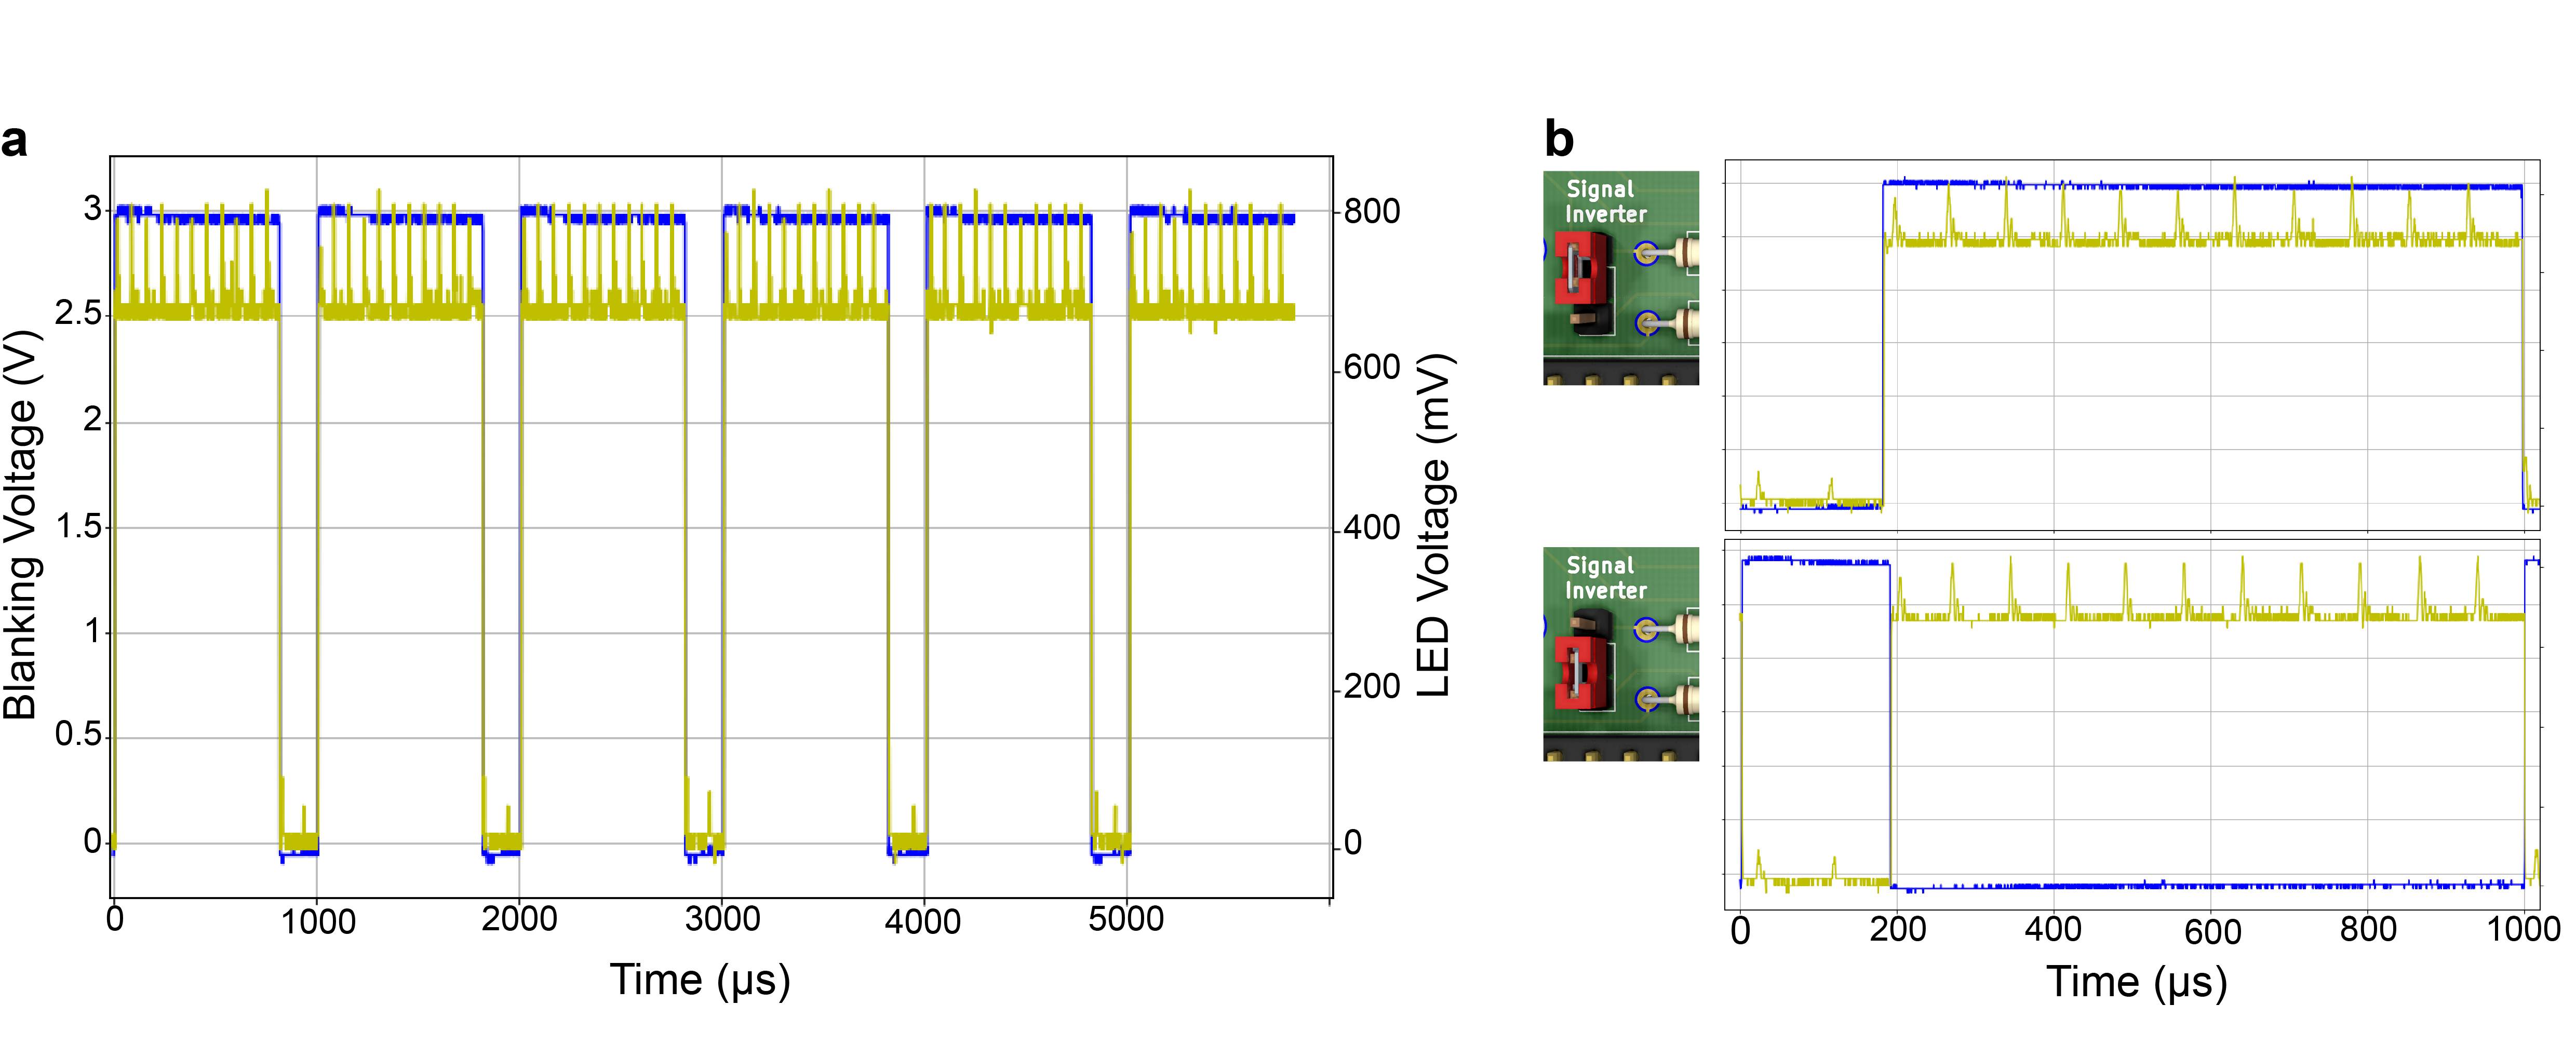 a
Blanking Voltage (V)
3
2.5
2
1.5
1
0.5
0
800
600
400
200
0
LED Voltage (mV)
0 1000 2000 3000 4000 5000
Time (µs)
b
Signal
Inverter
Signal
Inverter
0 200 400 600 800 1000
Time (µs)